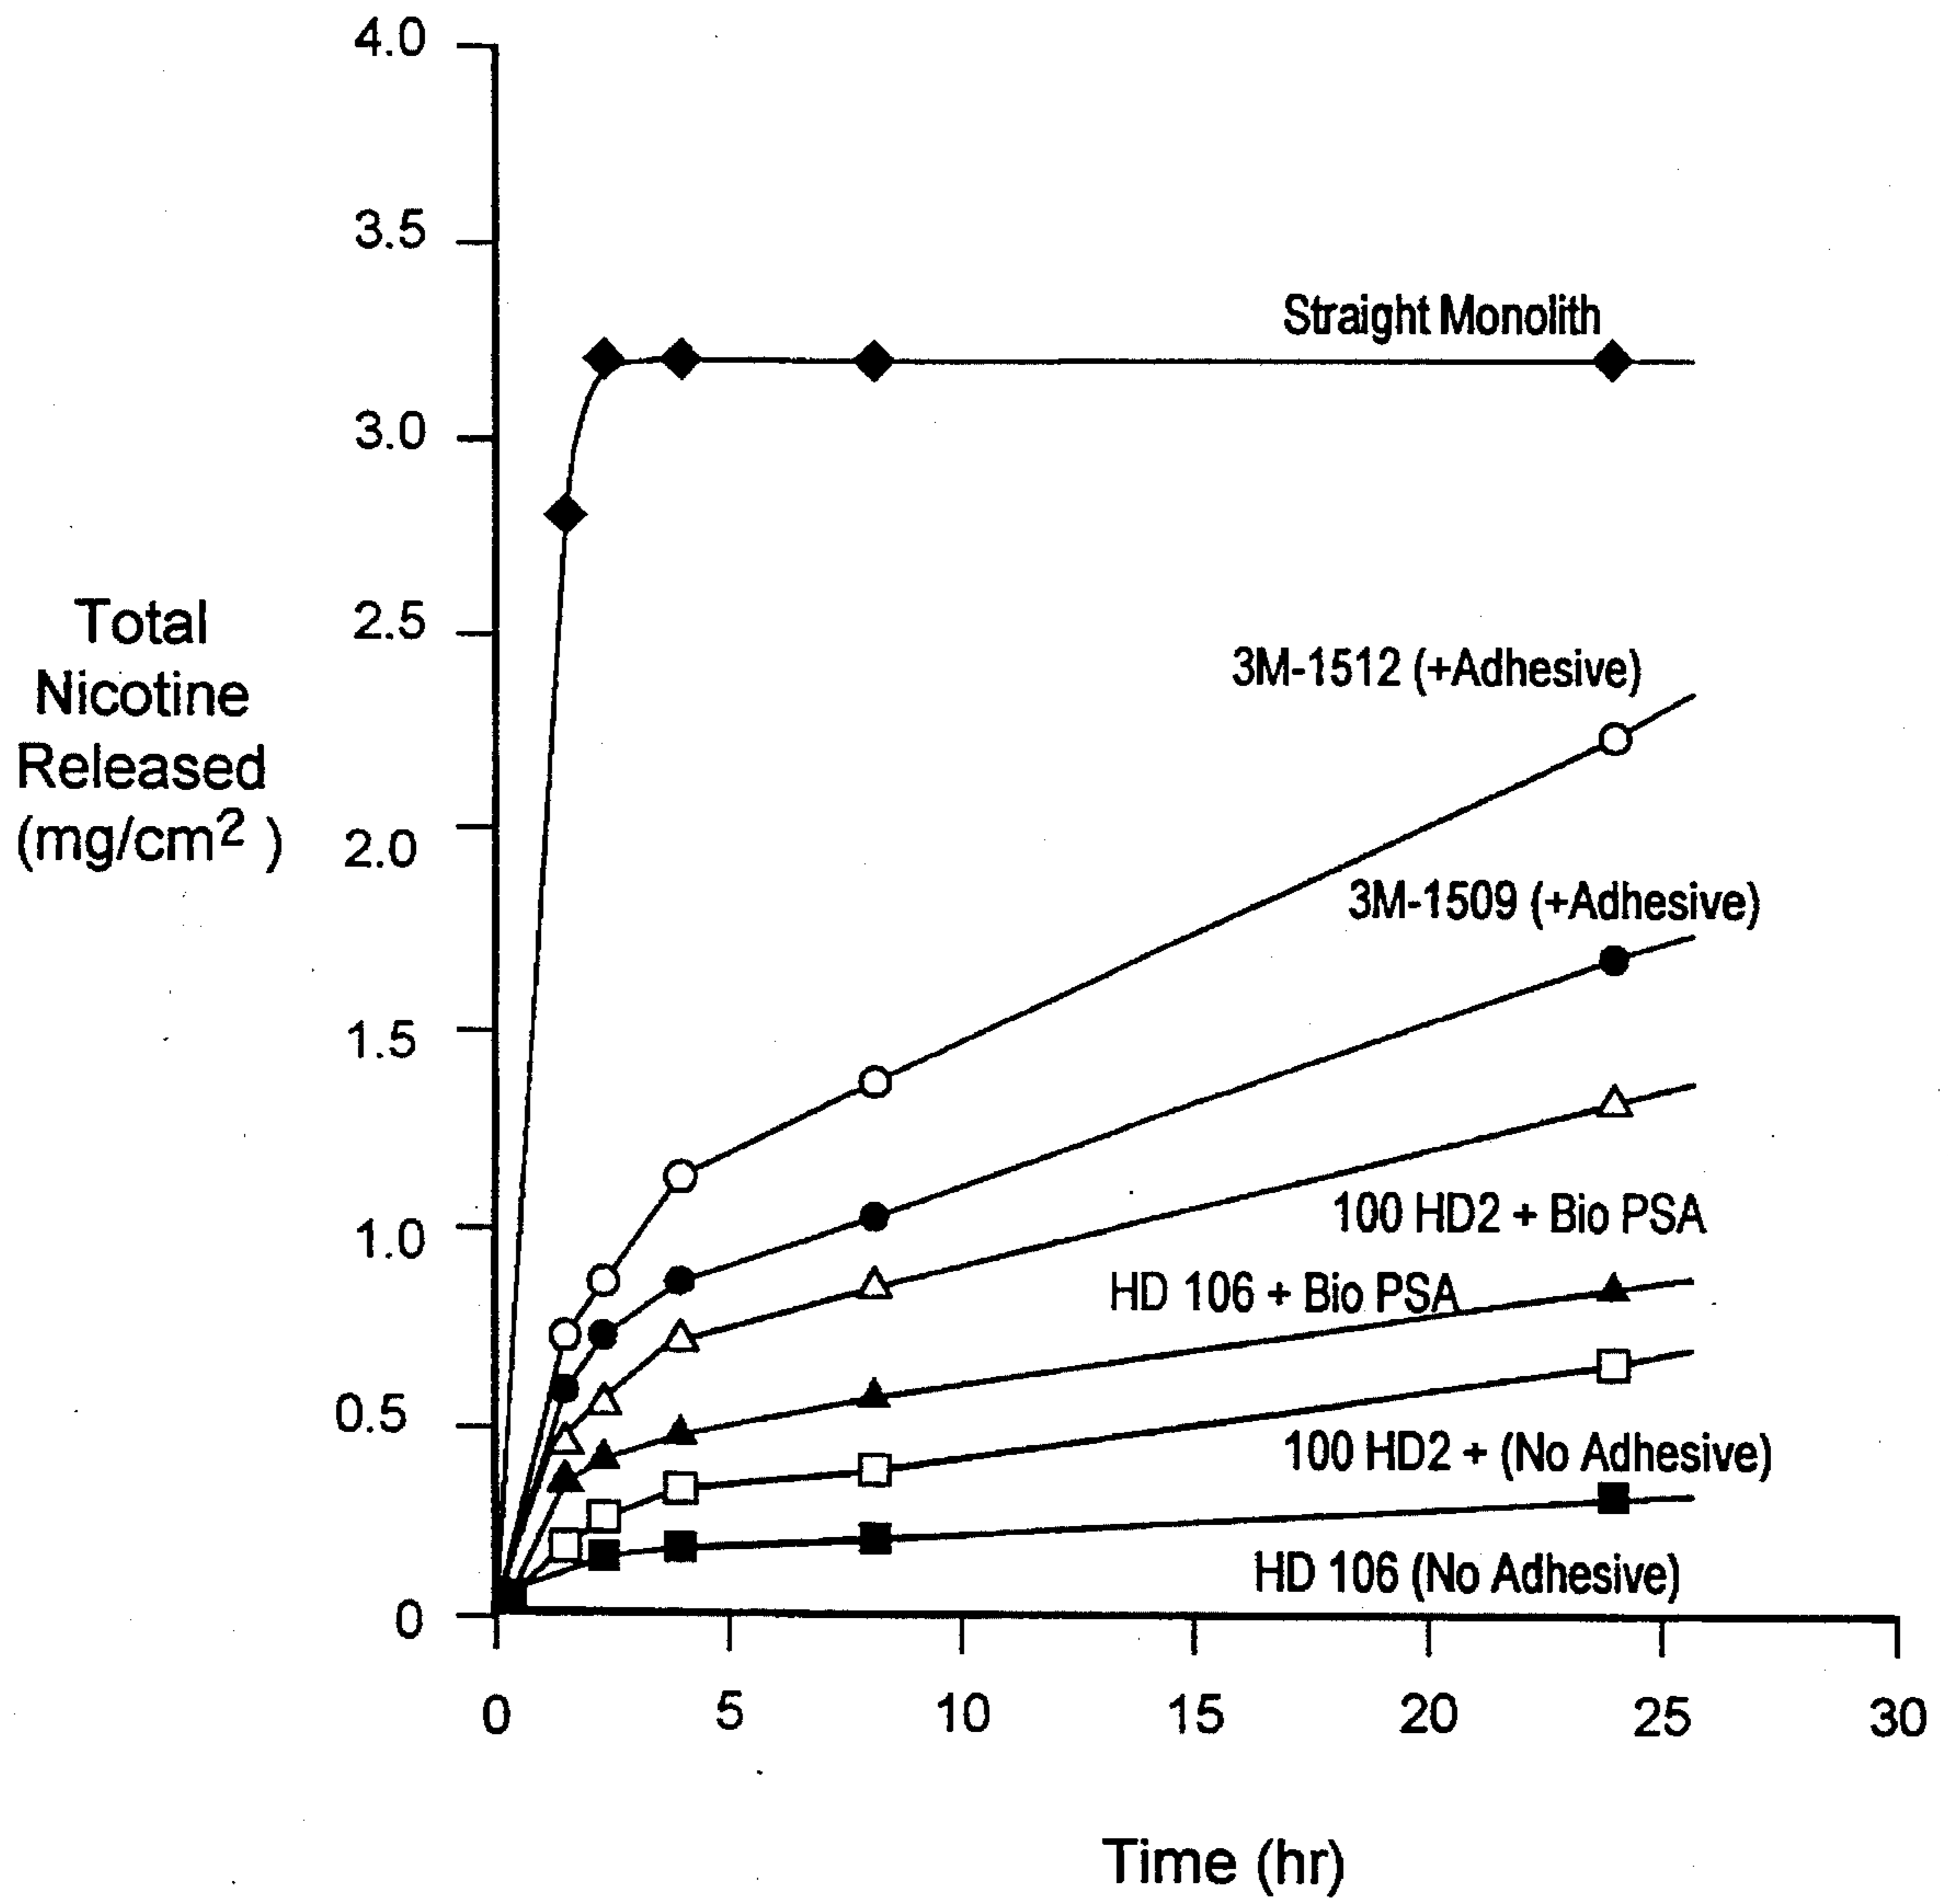 4.0
3.5
Straight Monolith
3.0
2.5
Total
Nicotine
Released
(mg/cm2 )
3M-1512 (+Adhesive)
2.0
3M-1509 (+Adhesive)
1.5
1.0
100 HD2 + Bio PSA
HD 106 + Bio PSA
0.5
100 HD2 + (No Adhesive)
HD 106 (No Adhesive)
0
0 5 10 15 20 25 30
Time (hr)